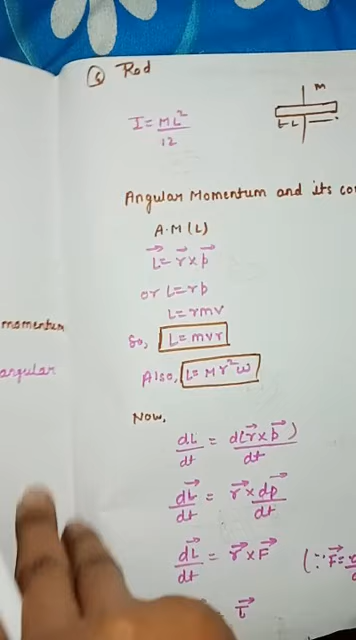 ⑤ Rod
M
I = ML²/12
L
Angular Momentum and its co
A.M (L)
L⃗ = r⃗ × p⃗
or L = rp
L = rmv
momentum
So, L = mvr
angular
Also, L = Mr²ω
Now,
dL/dt = d(r⃗ × p⃗)/dt
dL⃗/dt = r⃗ × dp⃗/dt
dL⃗/dt = r⃗ × F⃗ (∵ F⃗ =